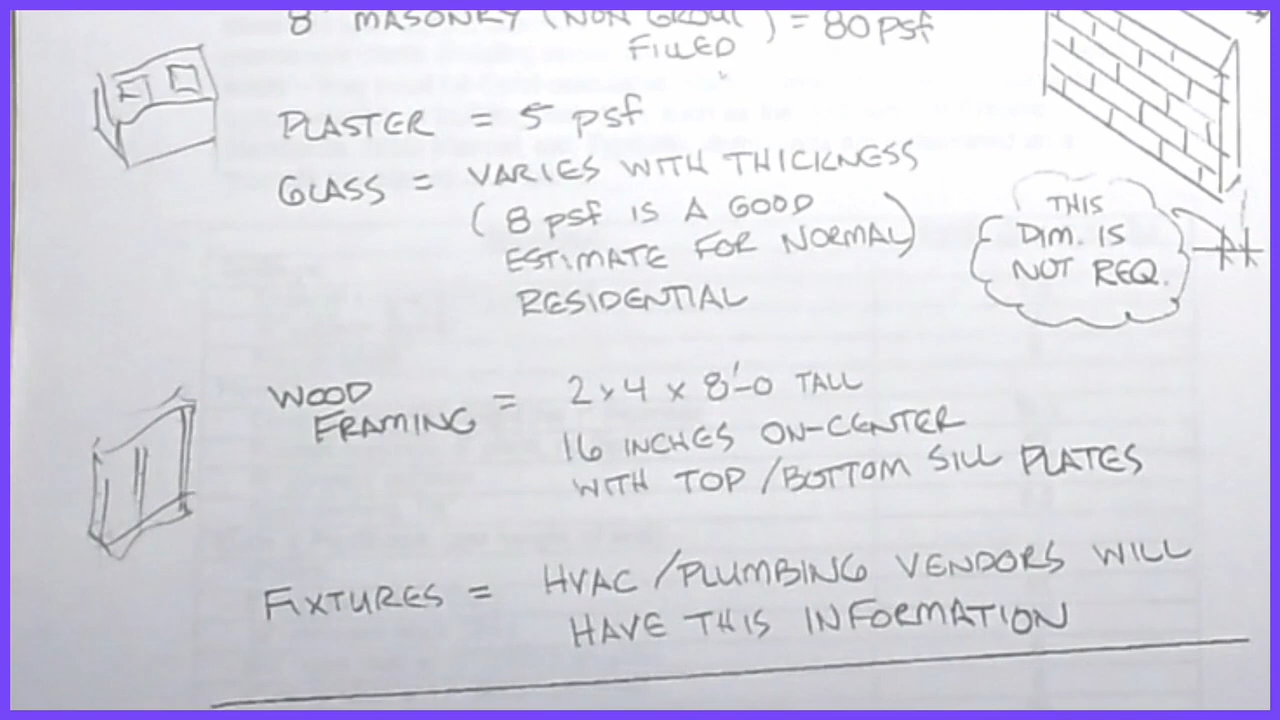 8" MASONRY (NON GROUT FILLED) = 80 psf
PLASTER = 5 psf
GLASS = VARIES WITH THICKNESS
(8 psf IS A GOOD
ESTIMATE FOR NORMAL)
RESIDENTIAL
THIS
DIM. IS
NOT REQ.
WOOD
FRAMING = 2x4 x 8'-0 TALL
16 INCHES ON-CENTER
WITH TOP/BOTTOM SILL PLATES
FIXTURES = HVAC/PLUMBING VENDORS WILL
HAVE THIS INFORMATION